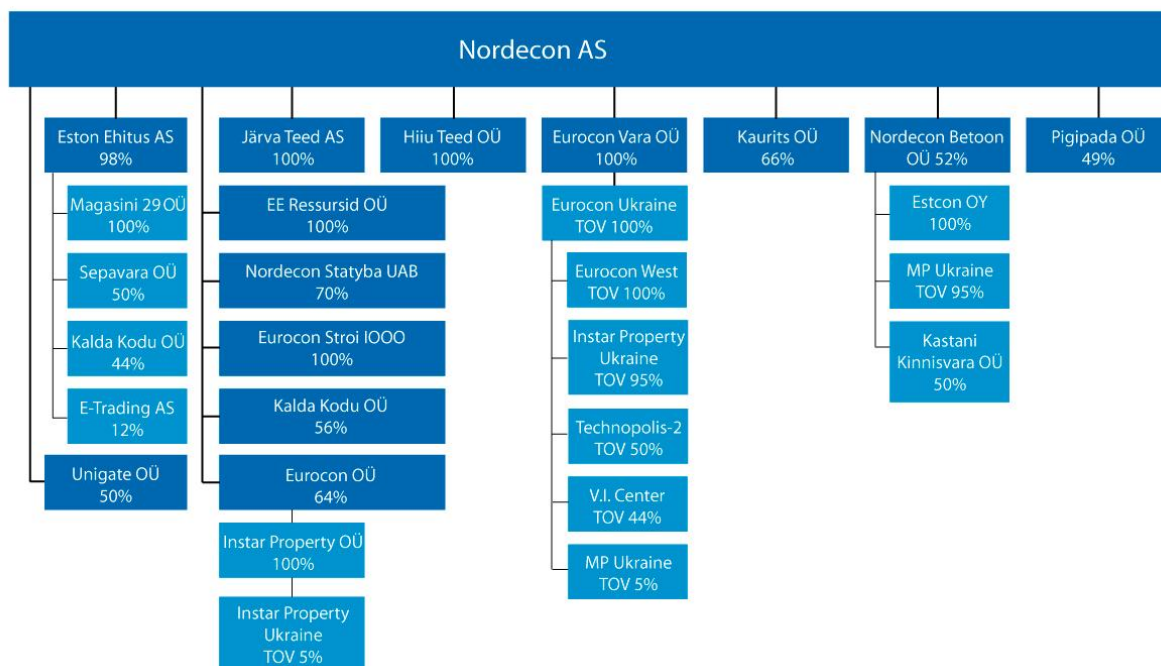 Nordecon AS
Eston Ehitus AS
98%
Järva Teed AS
100%
Hiiu Teed OÜ
100%
Eurocon Vara OÜ
100%
Kaurits OÜ
66%
Nordecon Betoon
OÜ 52%
Pigipada OÜ
49%
Magasini 29 OÜ
100%
Sepavara OÜ
50%
Kalda Kodu OÜ
44%
E-Trading AS
12%
Unigate OÜ
50%
EE Ressursid OÜ
100%
Nordecon Statyba UAB
70%
Eurocon Stroi IOOO
100%
Kalda Kodu OÜ
56%
Eurocon OÜ
64%
Instar Property OÜ
100%
Instar Property
Ukraine
TOV 5%
Eurocon Ukraine
TOV 100%
Eurocon West
TOV 100%
Instar Property
Ukraine
TOV 95%
Technopolis-2
TOV 50%
V.I. Center
TOV 44%
MP Ukraine
TOV 5%
Estcon OY
100%
MP Ukraine
TOV 95%
Kastani
Kinnisvara OÜ
50%